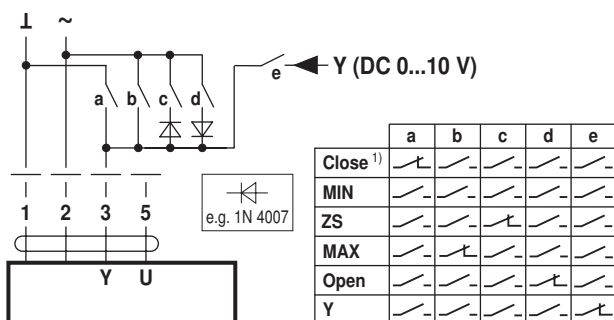 ⊥ ~
e Y (DC 0...10 V)
a b c d
a b c d e
Close 1)
MIN
1 2 3 5
e.g. 1N 4007
ZS
MAX
Y U
Open
Y